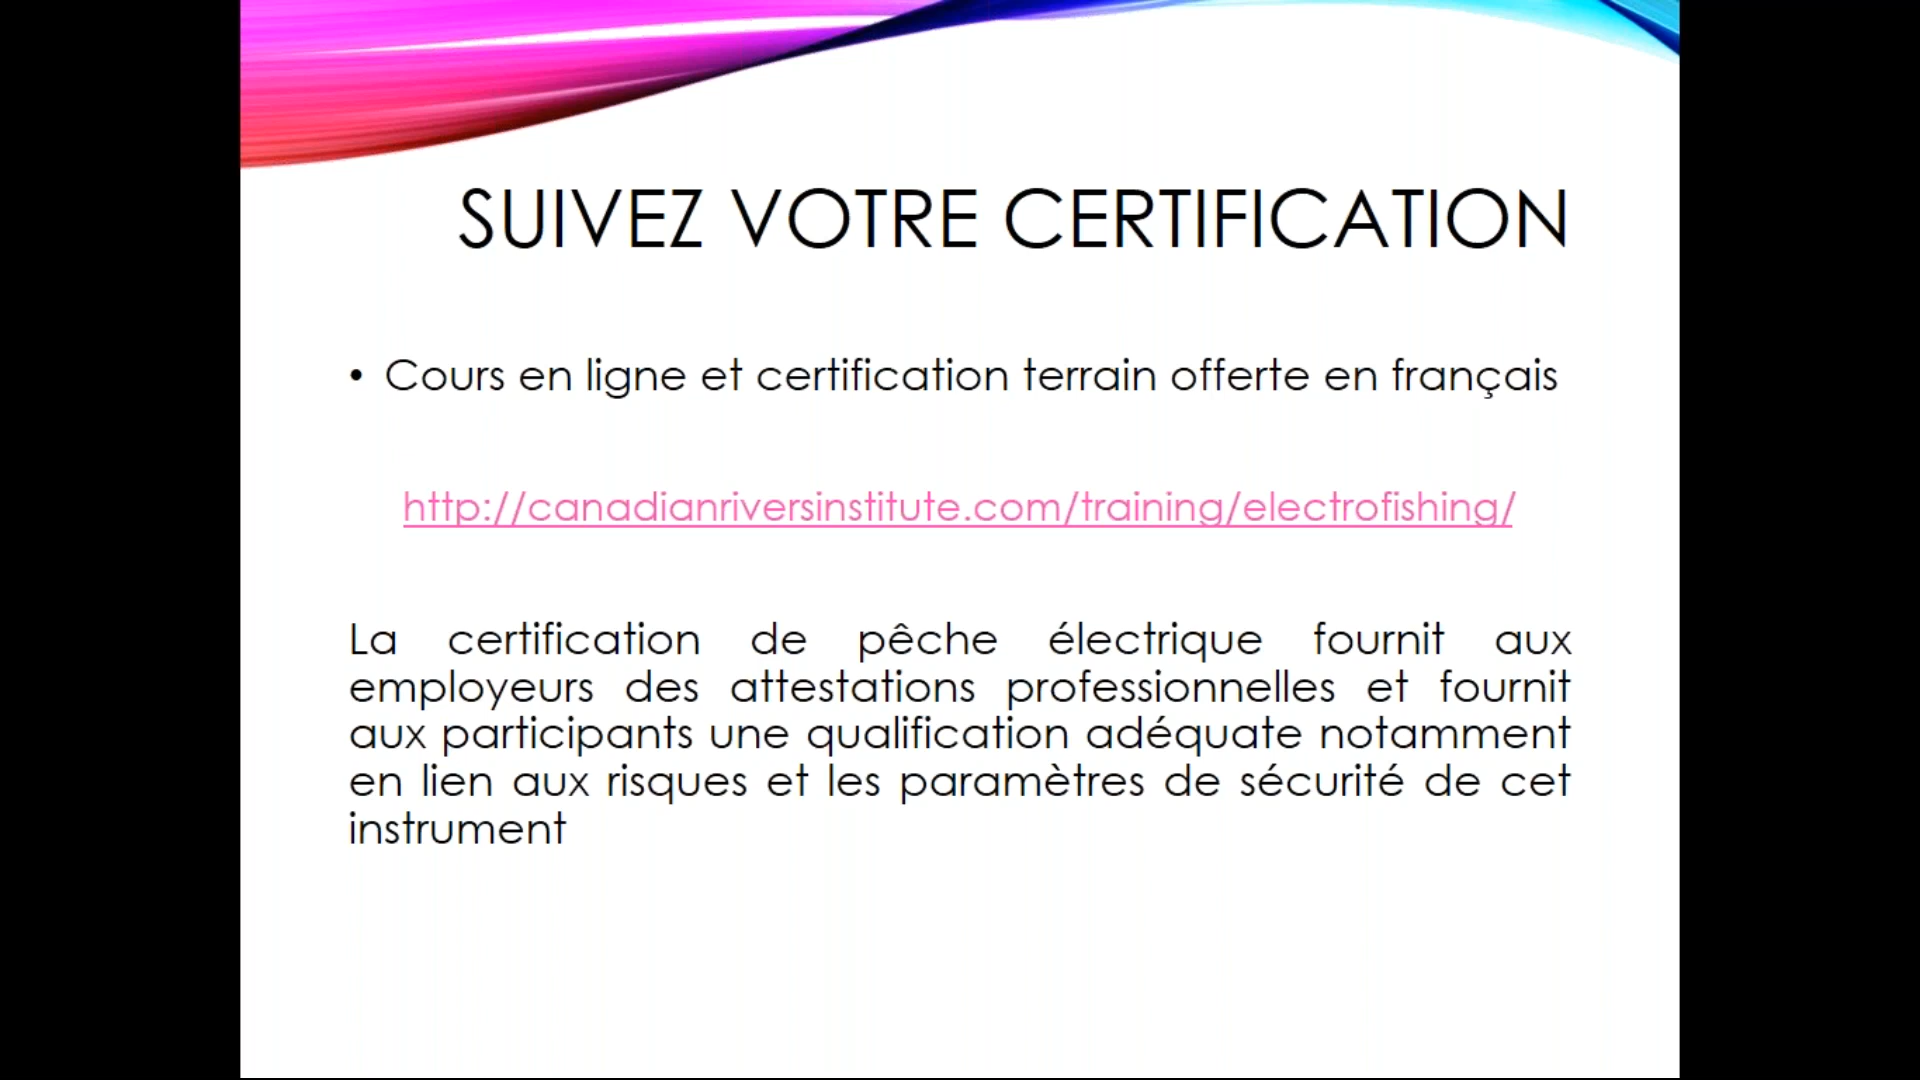 SUIVEZ VOTRE CERTIFICATION
• Cours en ligne et certification terrain offerte en français
http://canadianriversinstitute.com/training/electrofishing/
La certification de pêche électrique fournit aux
employeurs des attestations professionnelles et fournit
aux participants une qualification adéquate notamment
en lien aux risques et les paramètres de sécurité de cet
instrument